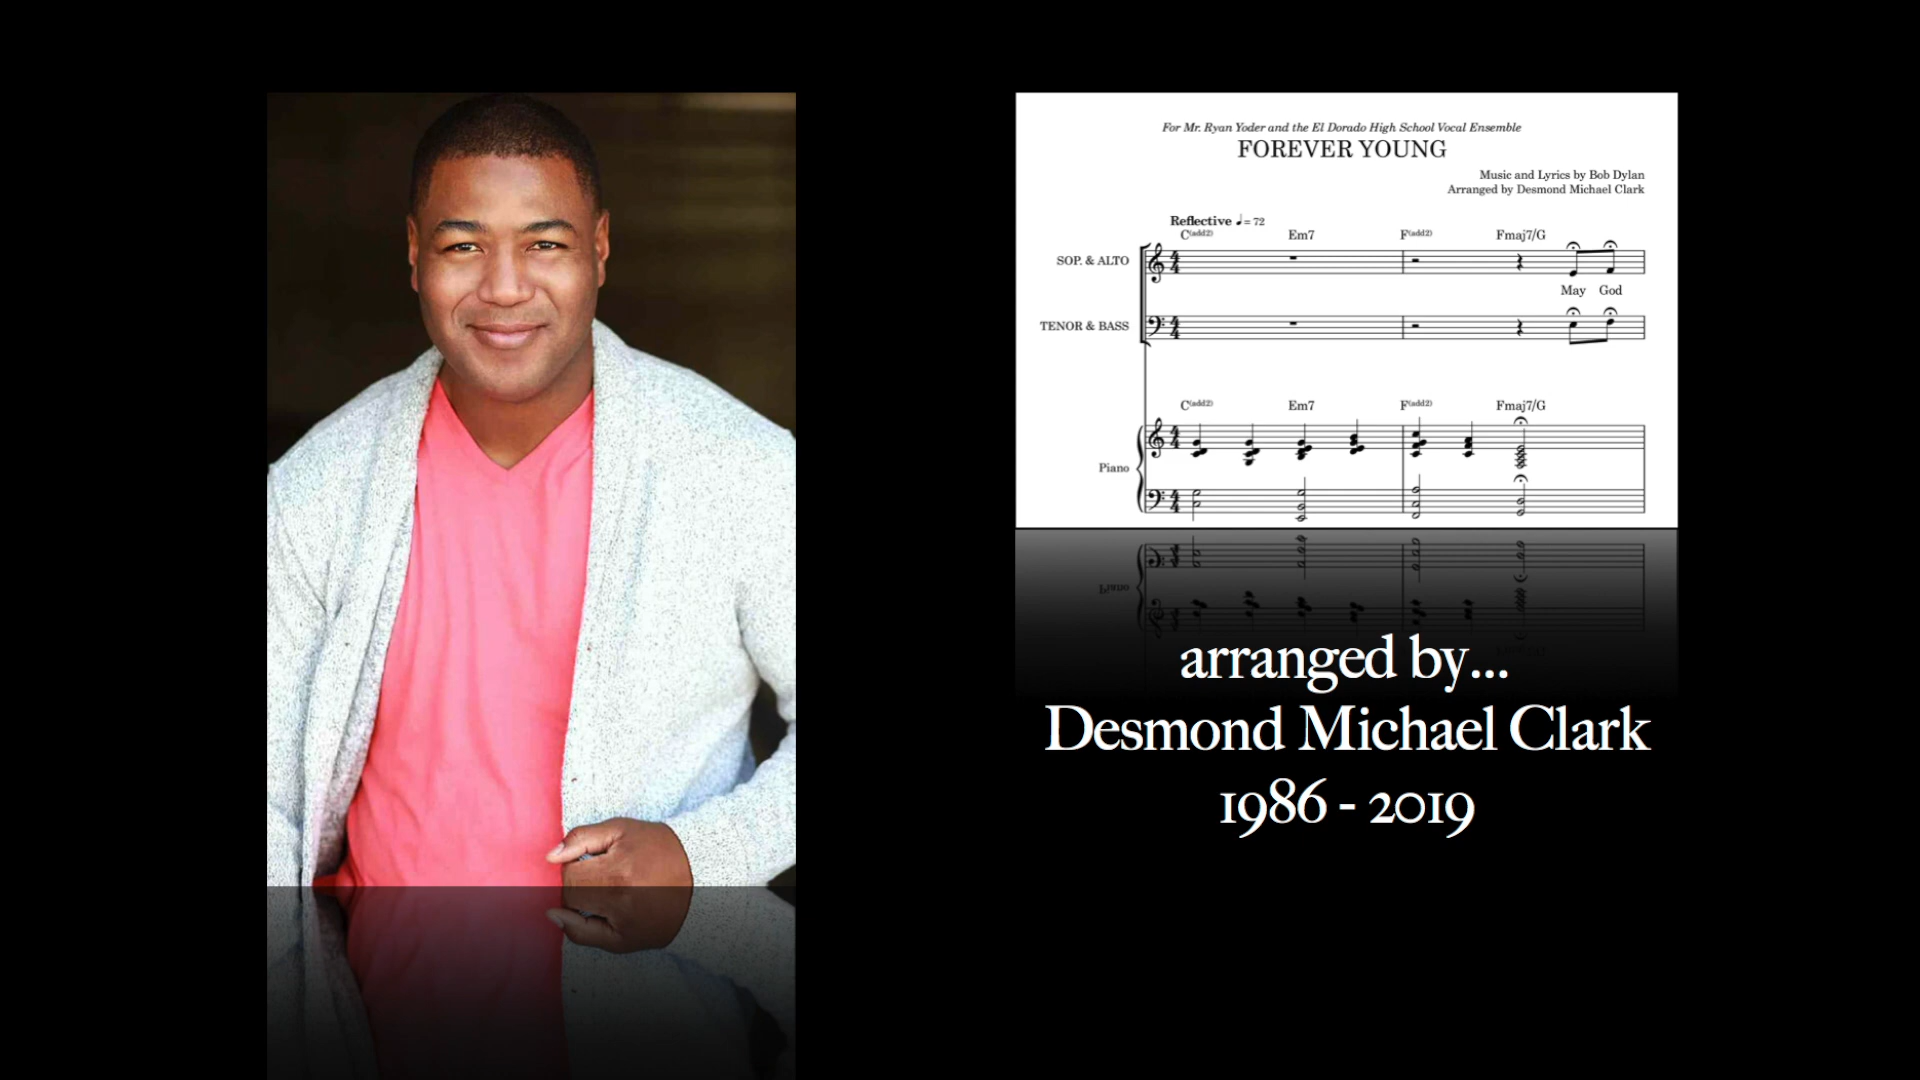 For Mr. Ryan Yoder and the El Dorado High School Vocal Ensemble
FOREVER YOUNG
Music and Lyrics by Bob Dylan
Arranged by Desmond Michael Clark
Reflective ♩ = 72
C(add2) Em7 F(add2) Fmaj7/G
SOP. & ALTO
May God
TENOR & BASS
C(add2) Em7 F(add2) Fmaj7/G
Piano
arranged by...
Desmond Michael Clark
1986 - 2019